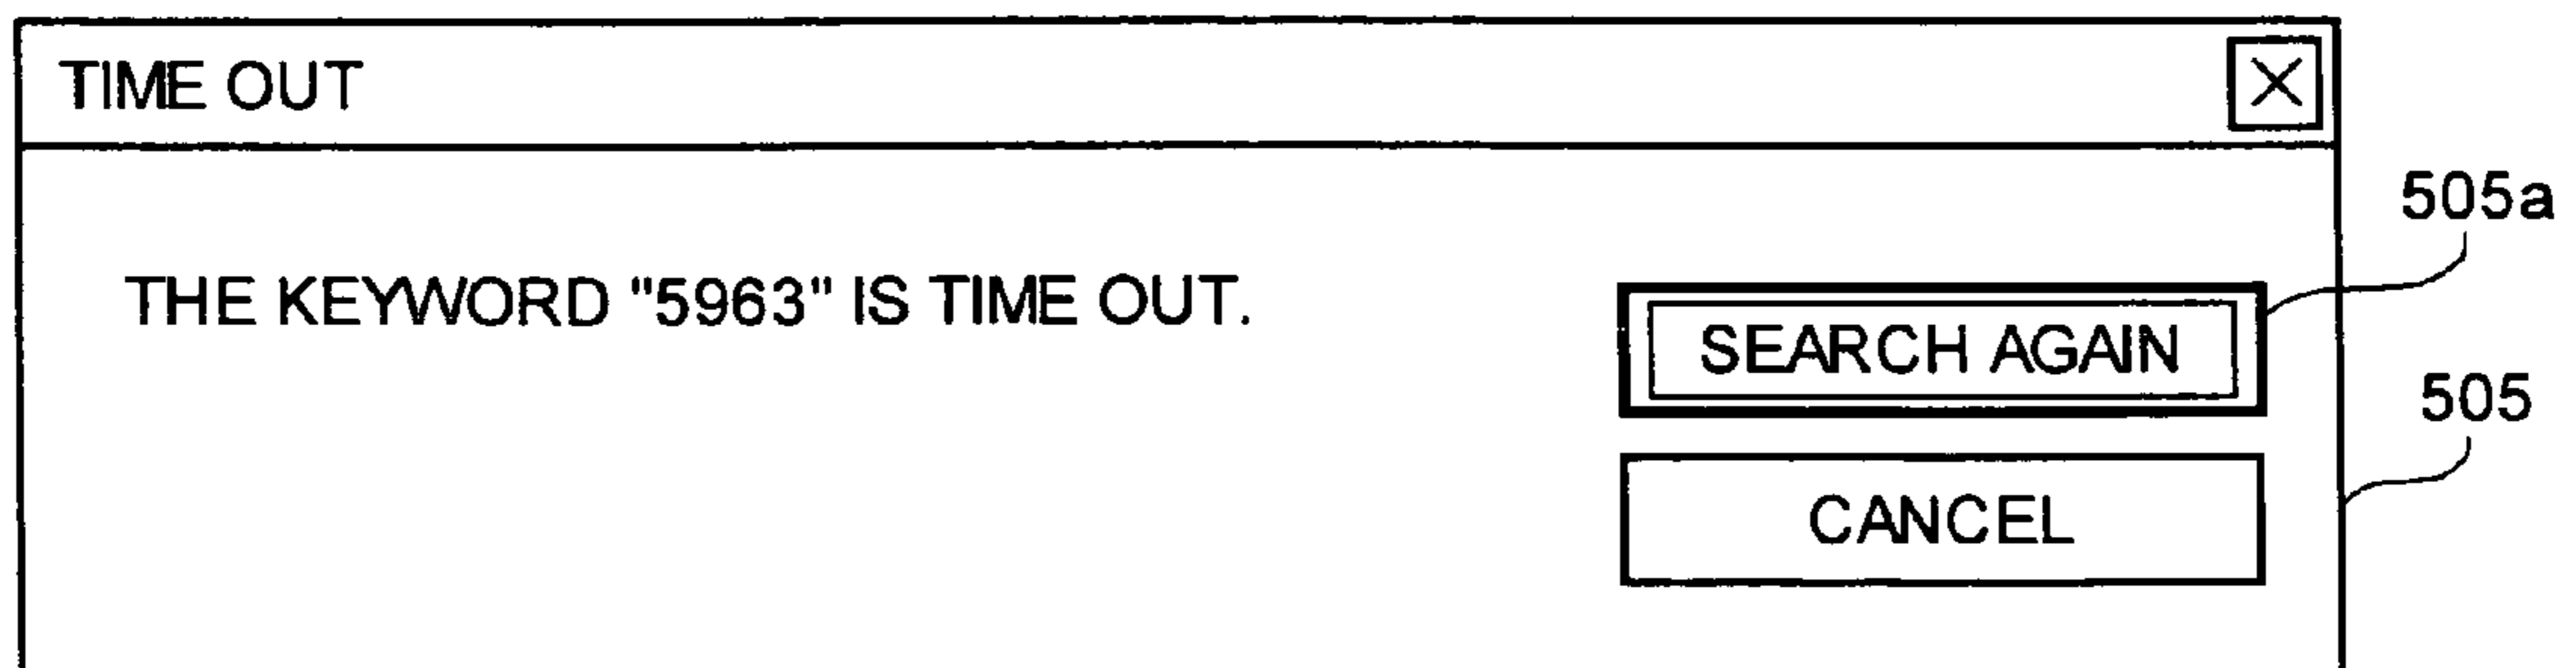 TIME OUT
505a
THE KEYWORD "5963" IS TIME OUT.
SEARCH AGAIN
505
CANCEL